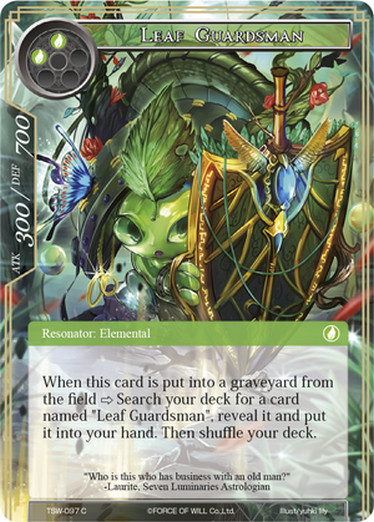 Leaf Guardsman
ATK 300 / DEF 700
Resonator: Elemental
When this card is put into a graveyard from
the field ⇨ Search your deck for a card
named "Leaf Guardsman", reveal it and put
it into your hand. Then shuffle your deck.
"Who is this who has business with an old man?"
-Laurite, Seven Luminaries Astrologian
TSW-097 C ©FORCE OF WILL Co.,Ltd. Illust/yuhki lily